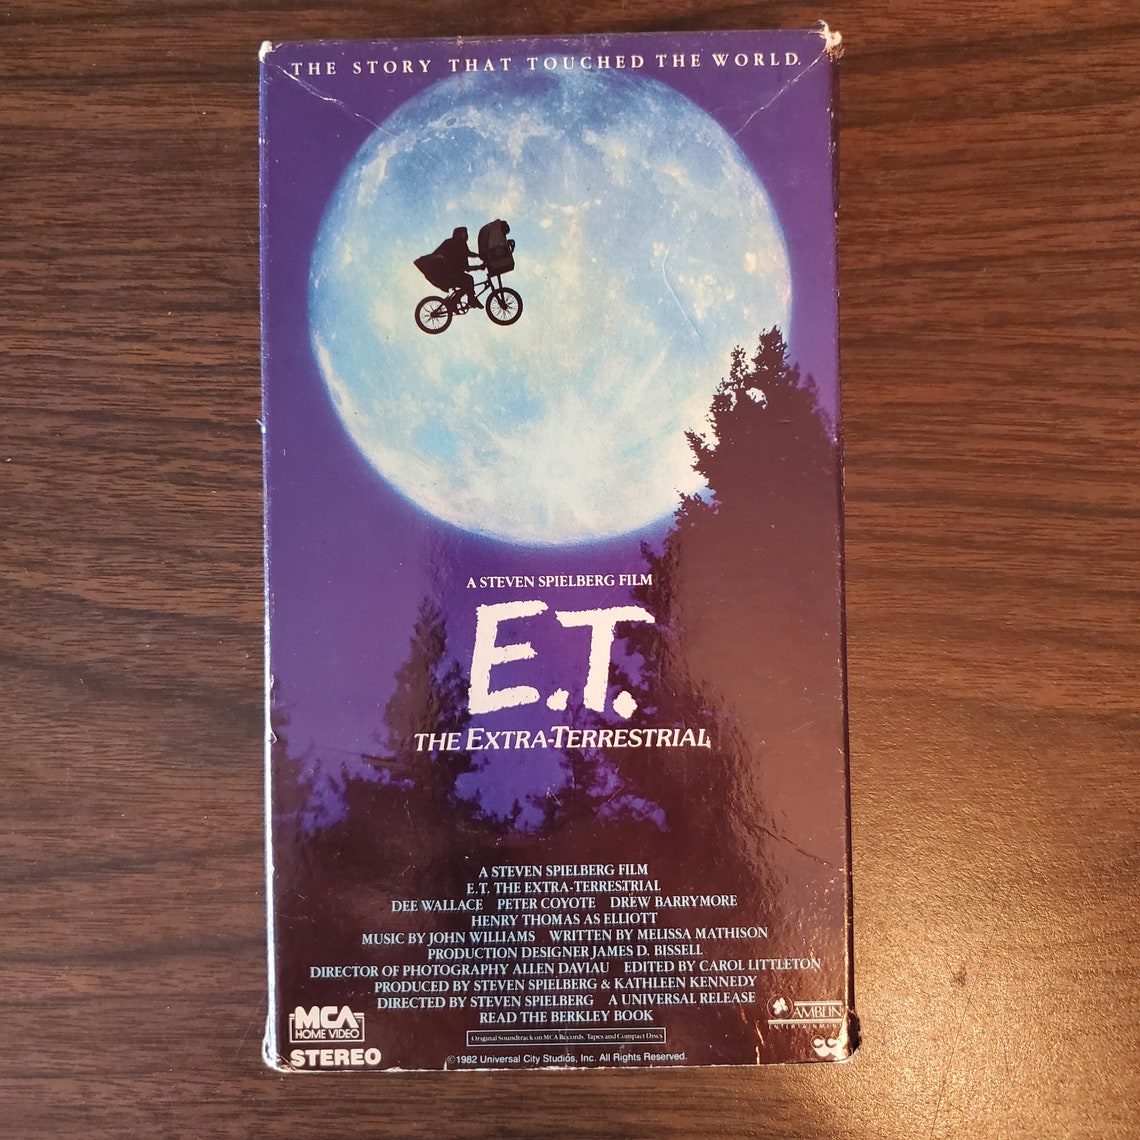 THE STORY THAT TOUCHED THE WORLD.
A STEVEN SPIELBERG FILM
E.T.
THE EXTRA-TERRESTRIAL
A STEVEN SPIELBERG FILM
E.T. THE EXTRA-TERRESTRIAL
DEE WALLACE PETER COYOTE DREW BARRYMORE
HENRY THOMAS AS ELLIOTT
MUSIC BY JOHN WILLIAMS WRITTEN BY MELISSA MATHISON
PRODUCTION DESIGNER JAMES D. BISSELL
DIRECTOR OF PHOTOGRAPHY ALLEN DAVIAU EDITED BY CAROL LITTLETON
PRODUCED BY STEVEN SPIELBERG & KATHLEEN KENNEDY
DIRECTED BY STEVEN SPIELBERG A UNIVERSAL RELEASE
READ THE BERKLEY BOOK
MCA
HOME VIDEO
STEREO
Original Soundtrack on MCA Records, Tapes and Compact Discs
©1982 Universal City Studios, Inc. All Rights Reserved.
AMBLIN
ENTERTAINMENT
CC